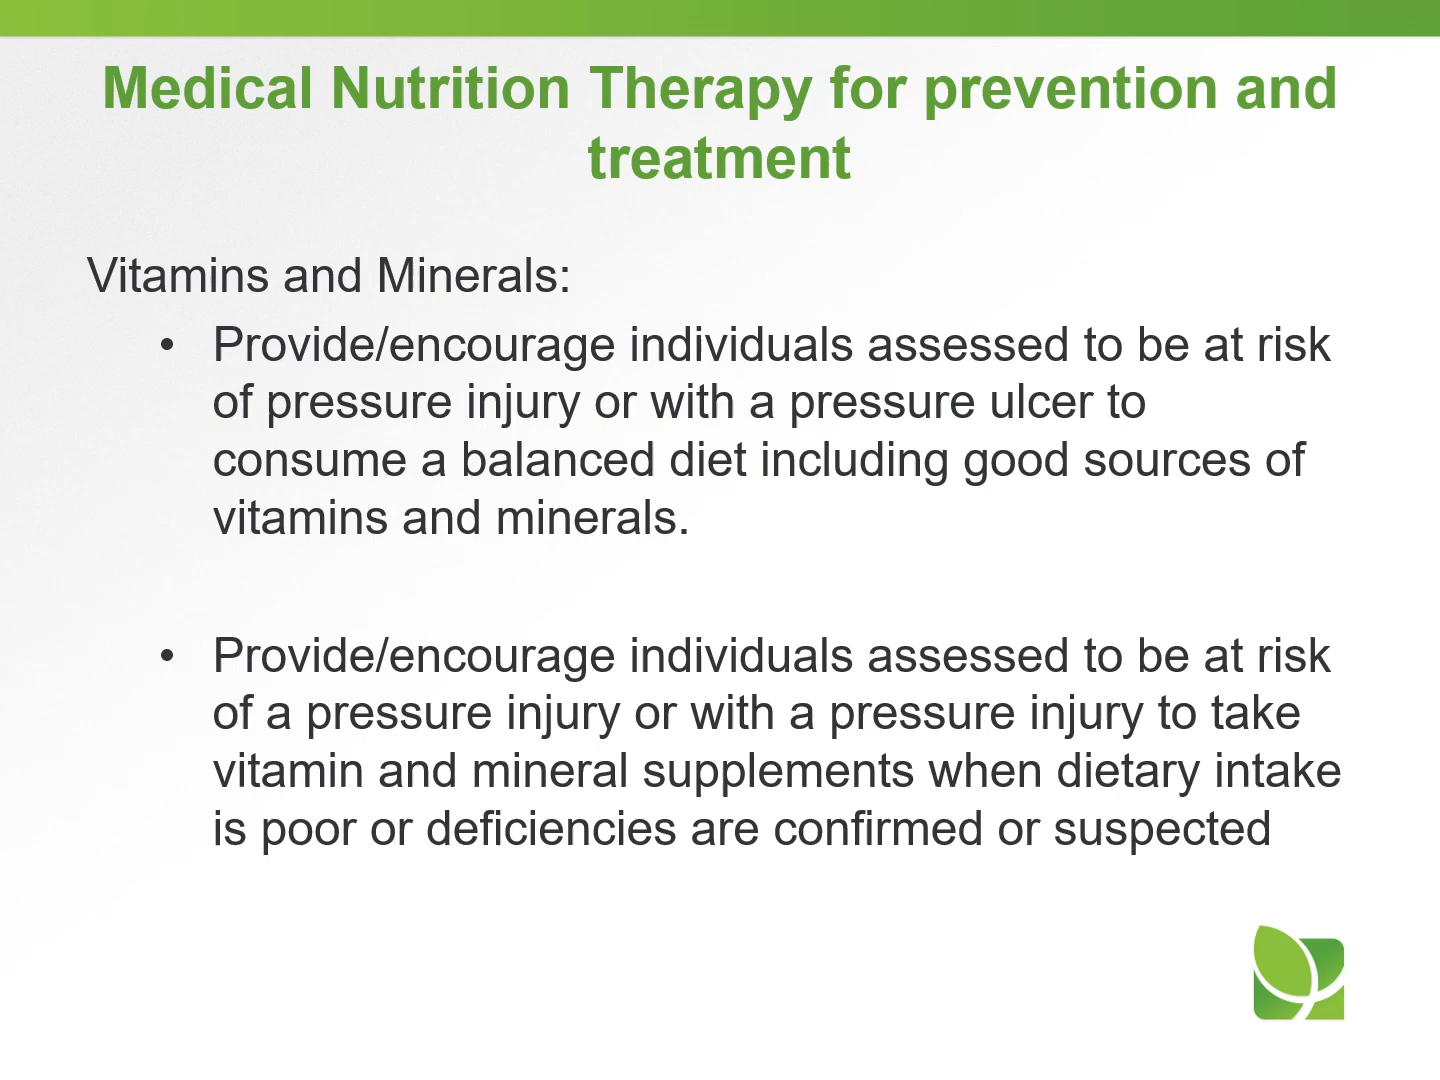 Medical Nutrition Therapy for prevention and
treatment
Vitamins and Minerals:
• Provide/encourage individuals assessed to be at risk
of pressure injury or with a pressure ulcer to
consume a balanced diet including good sources of
vitamins and minerals.
• Provide/encourage individuals assessed to be at risk
of a pressure injury or with a pressure injury to take
vitamin and mineral supplements when dietary intake
is poor or deficiencies are confirmed or suspected